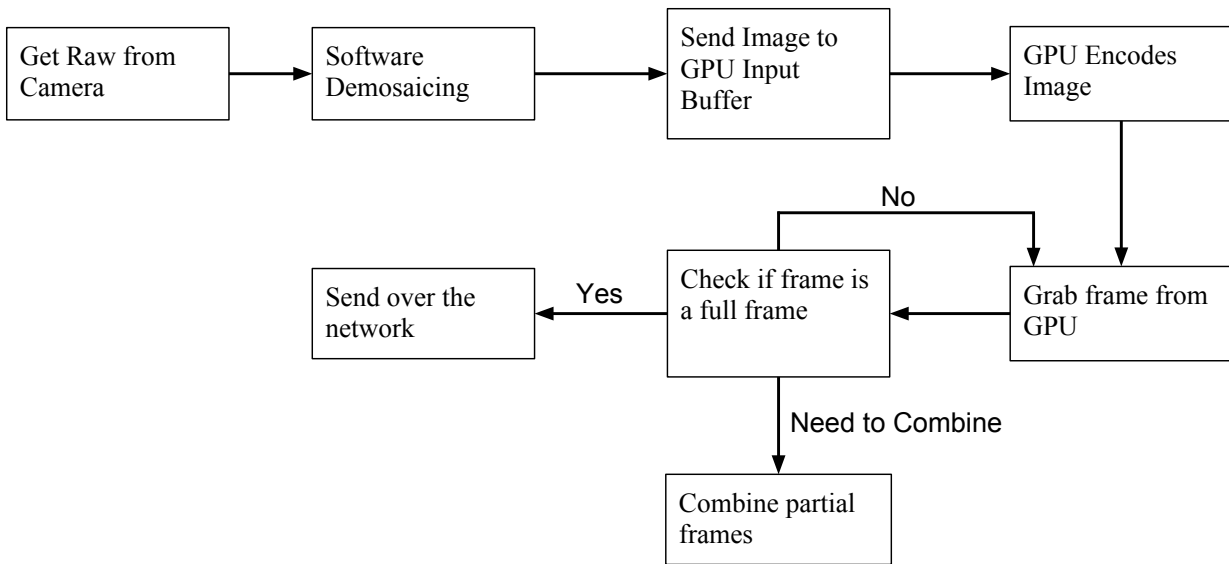 Get Raw from
Camera
Software
Demosaicing
Send Image to
GPU Input
Buffer
GPU Encodes
Image
No
Send over the
network
Yes
Check if frame is
a full frame
Grab frame from
GPU
Need to Combine
Combine partial
frames